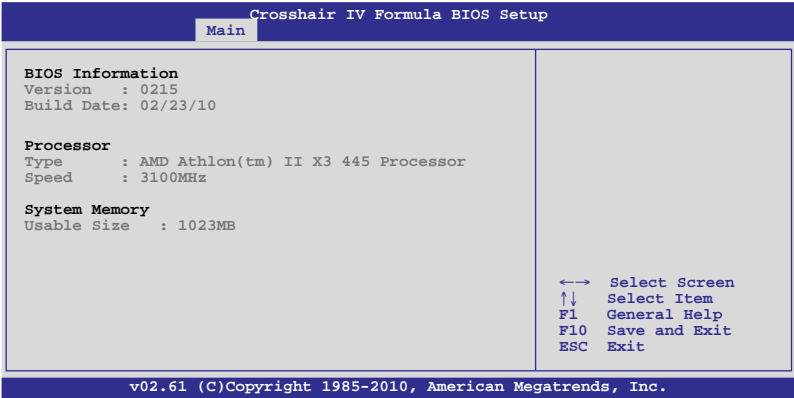 Crosshair IV Formula BIOS Setup
Main
BIOS Information
Version : 0215
Build Date: 02/23/10
Processor
Type : AMD Athlon(tm) II X3 445 Processor
Speed : 3100MHz
System Memory
Usable Size : 1023MB
←→ Select Screen
↑↓ Select Item
F1 General Help
F10 Save and Exit
ESC Exit
v02.61 (C)Copyright 1985-2010, American Megatrends, Inc.